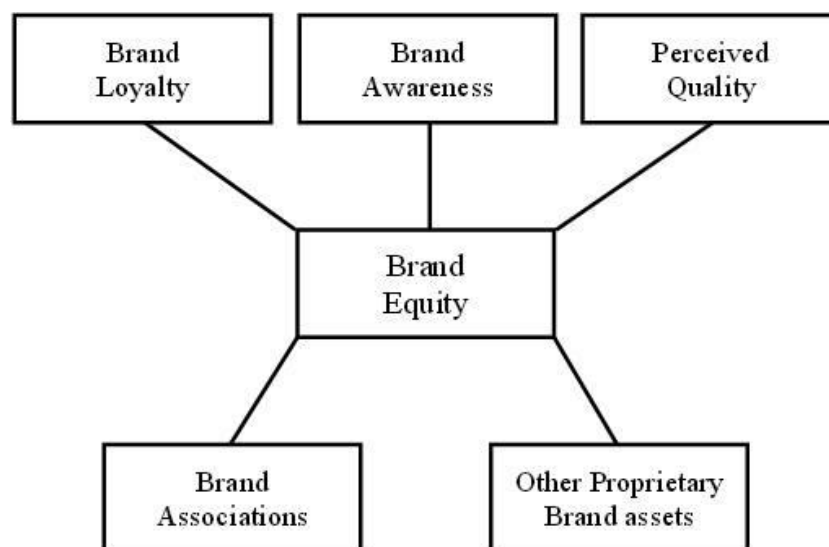 Brand
Loyalty
Brand
Awareness
Perceived
Quality
Brand
Equity
Brand
Associations
Other Proprietary
Brand assets